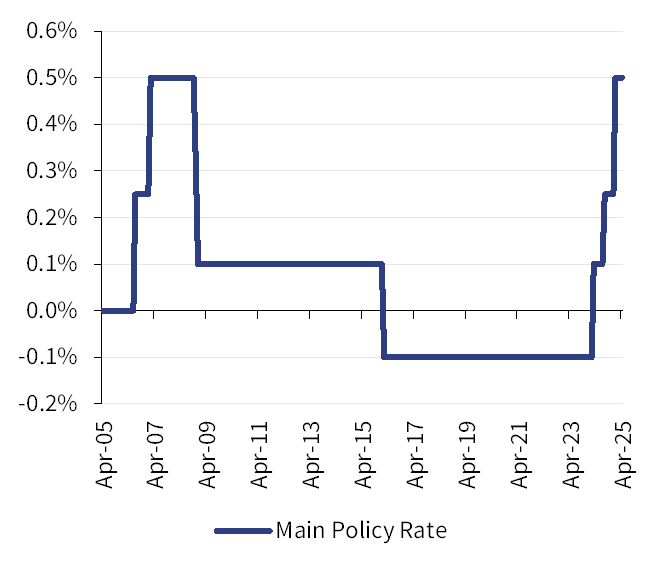 0.6%
0.5%
0.4%
0.3%
0.2%
0.1%
0.0%
-0.1%
-0.2%
Apr-05
Apr-07
Apr-09
Apr-11
Apr-13
Apr-15
Apr-17
Apr-19
Apr-21
Apr-23
Apr-25
Main Policy Rate